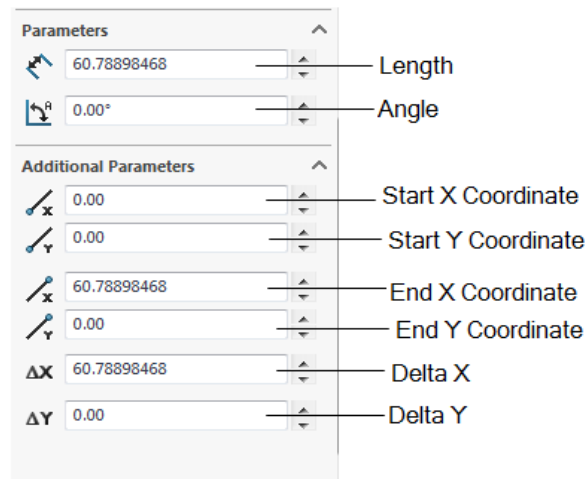 Parameters
60.78898468 Length
A 0.00° Angle
Additional Parameters
X 0.00 Start X Coordinate
Y 0.00 Start Y Coordinate
X 60.78898468 End X Coordinate
Y 0.00 End Y Coordinate
ΔX 60.78898468 Delta X
ΔY 0.00 Delta Y